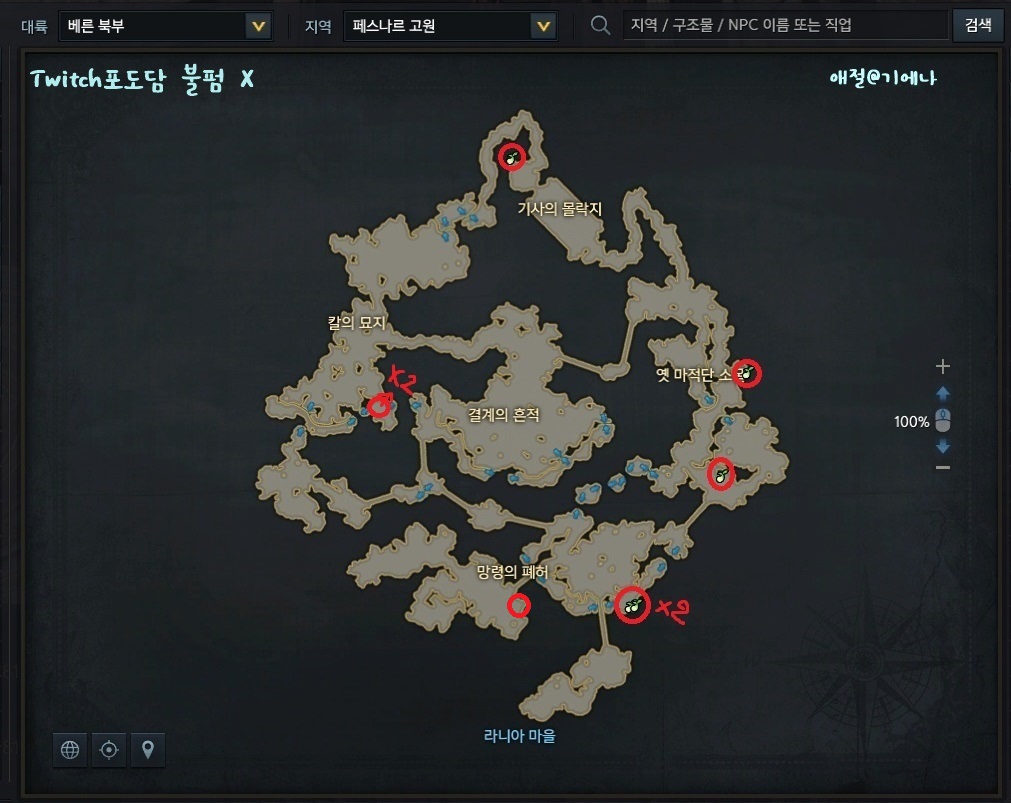 대륙 베른 북부 지역 페스나르 고원 지역 / 구조물 / NPC 이름 또는 직업 검색
Twitch포도담 불펌 X 애절@기에나
기사의 몰락지
칼의 묘지
옛 마적단 소
X2
결계의 흔적
100%
망령의 폐허
X2
라니아 마을